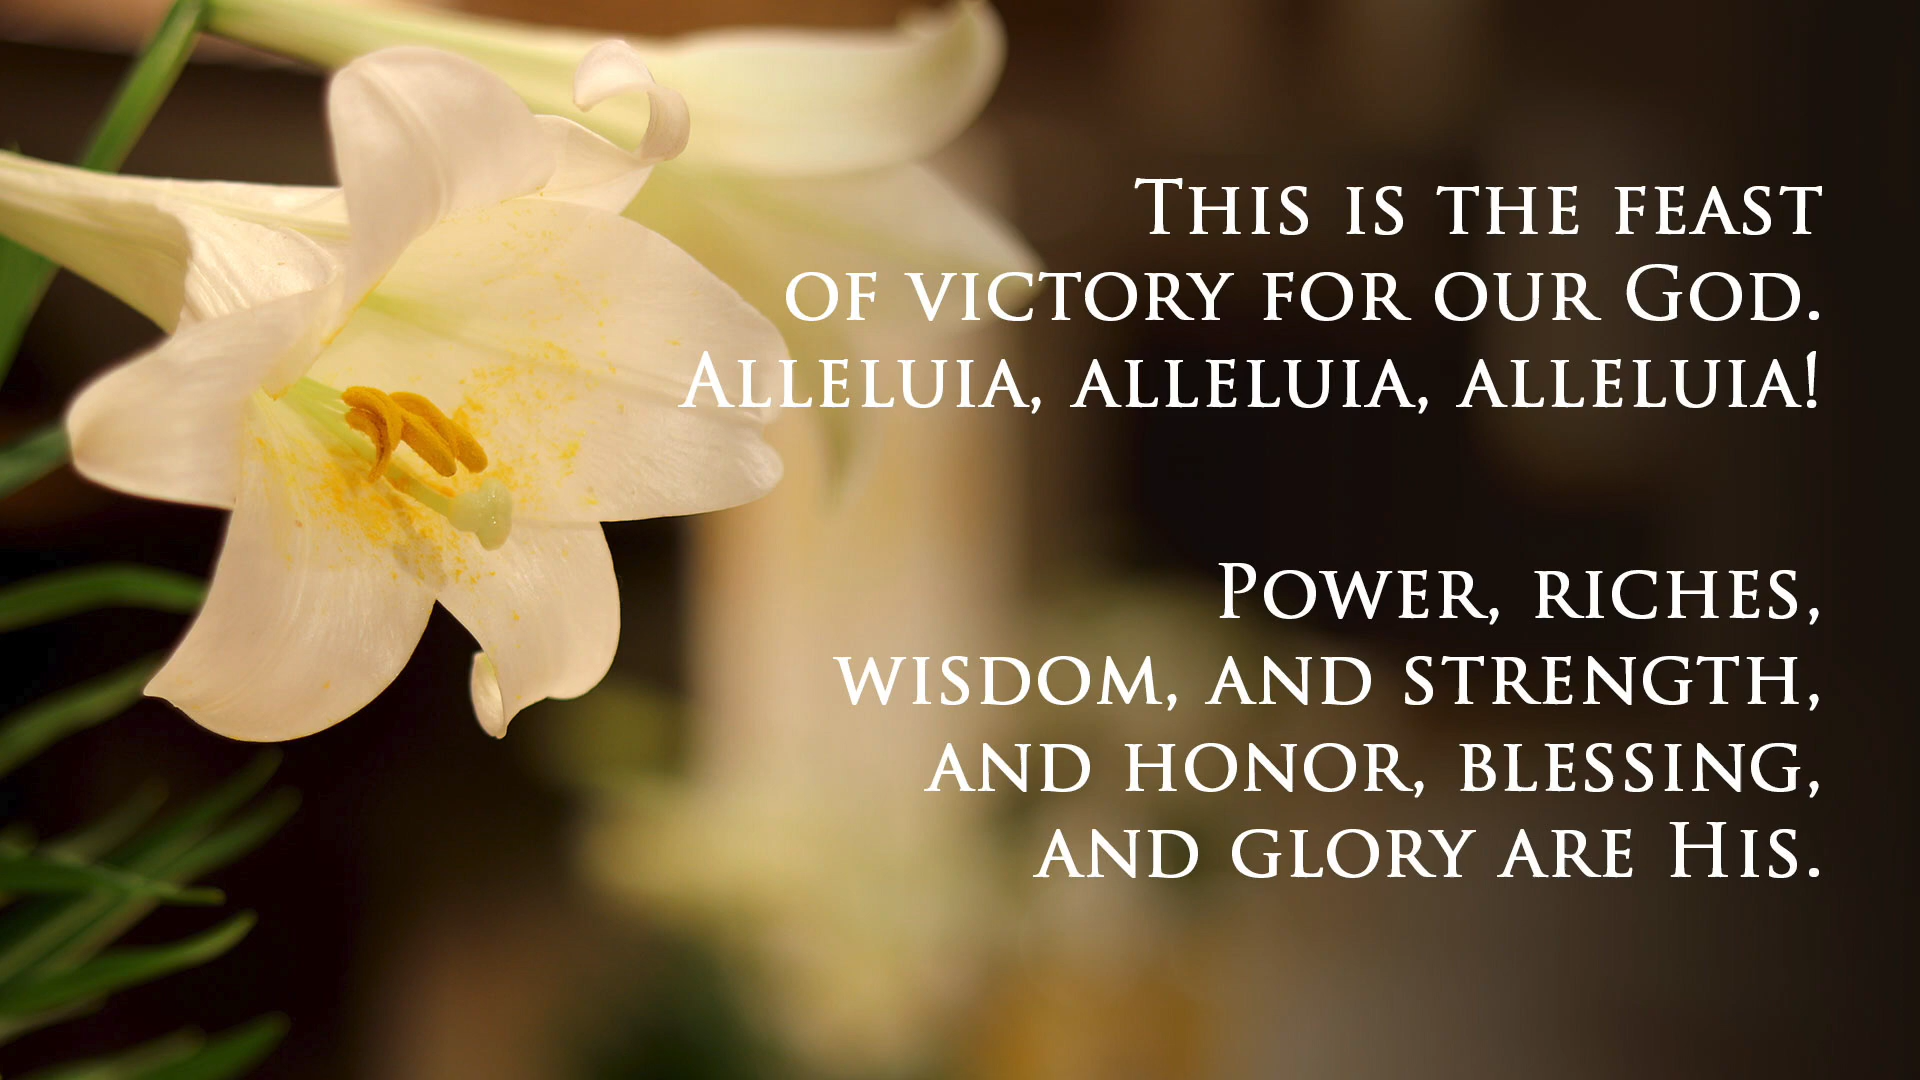 This is the feast
of victory for our God.
Alleluia, alleluia, alleluia!
Power, riches,
wisdom, and strength,
and honor, blessing,
and glory are His.